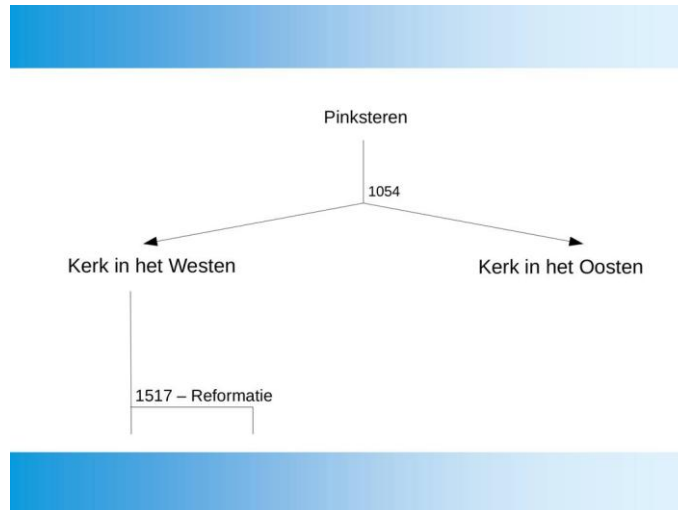 Pinksteren
1054
Kerk in het Westen
Kerk in het Oosten
1517 – Reformatie